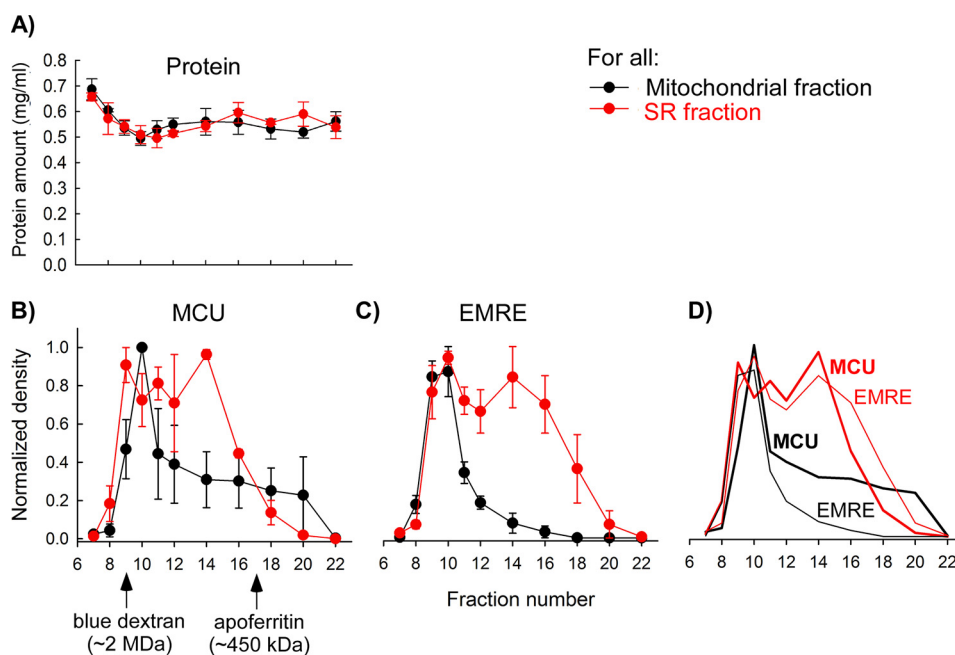 A)
Protein
Protein amount (mg/ml)
0.8
0.7
0.6
0.5
0.4
0.3
0.2
0.1
0.0
For all:
Mitochondrial fraction
SR fraction
B)
MCU
Normalized density
1.0
0.8
0.6
0.4
0.2
0.0
6 8 10 12 14 16 18 20 22
blue dextran
(~2 MDa)
apoferritin
(~450 kDa)
C)
EMRE
6 8 10 12 14 16 18 20 22
Fraction number
D)
MCU
EMRE
MCU
EMRE
6 8 10 12 14 16 18 20 22